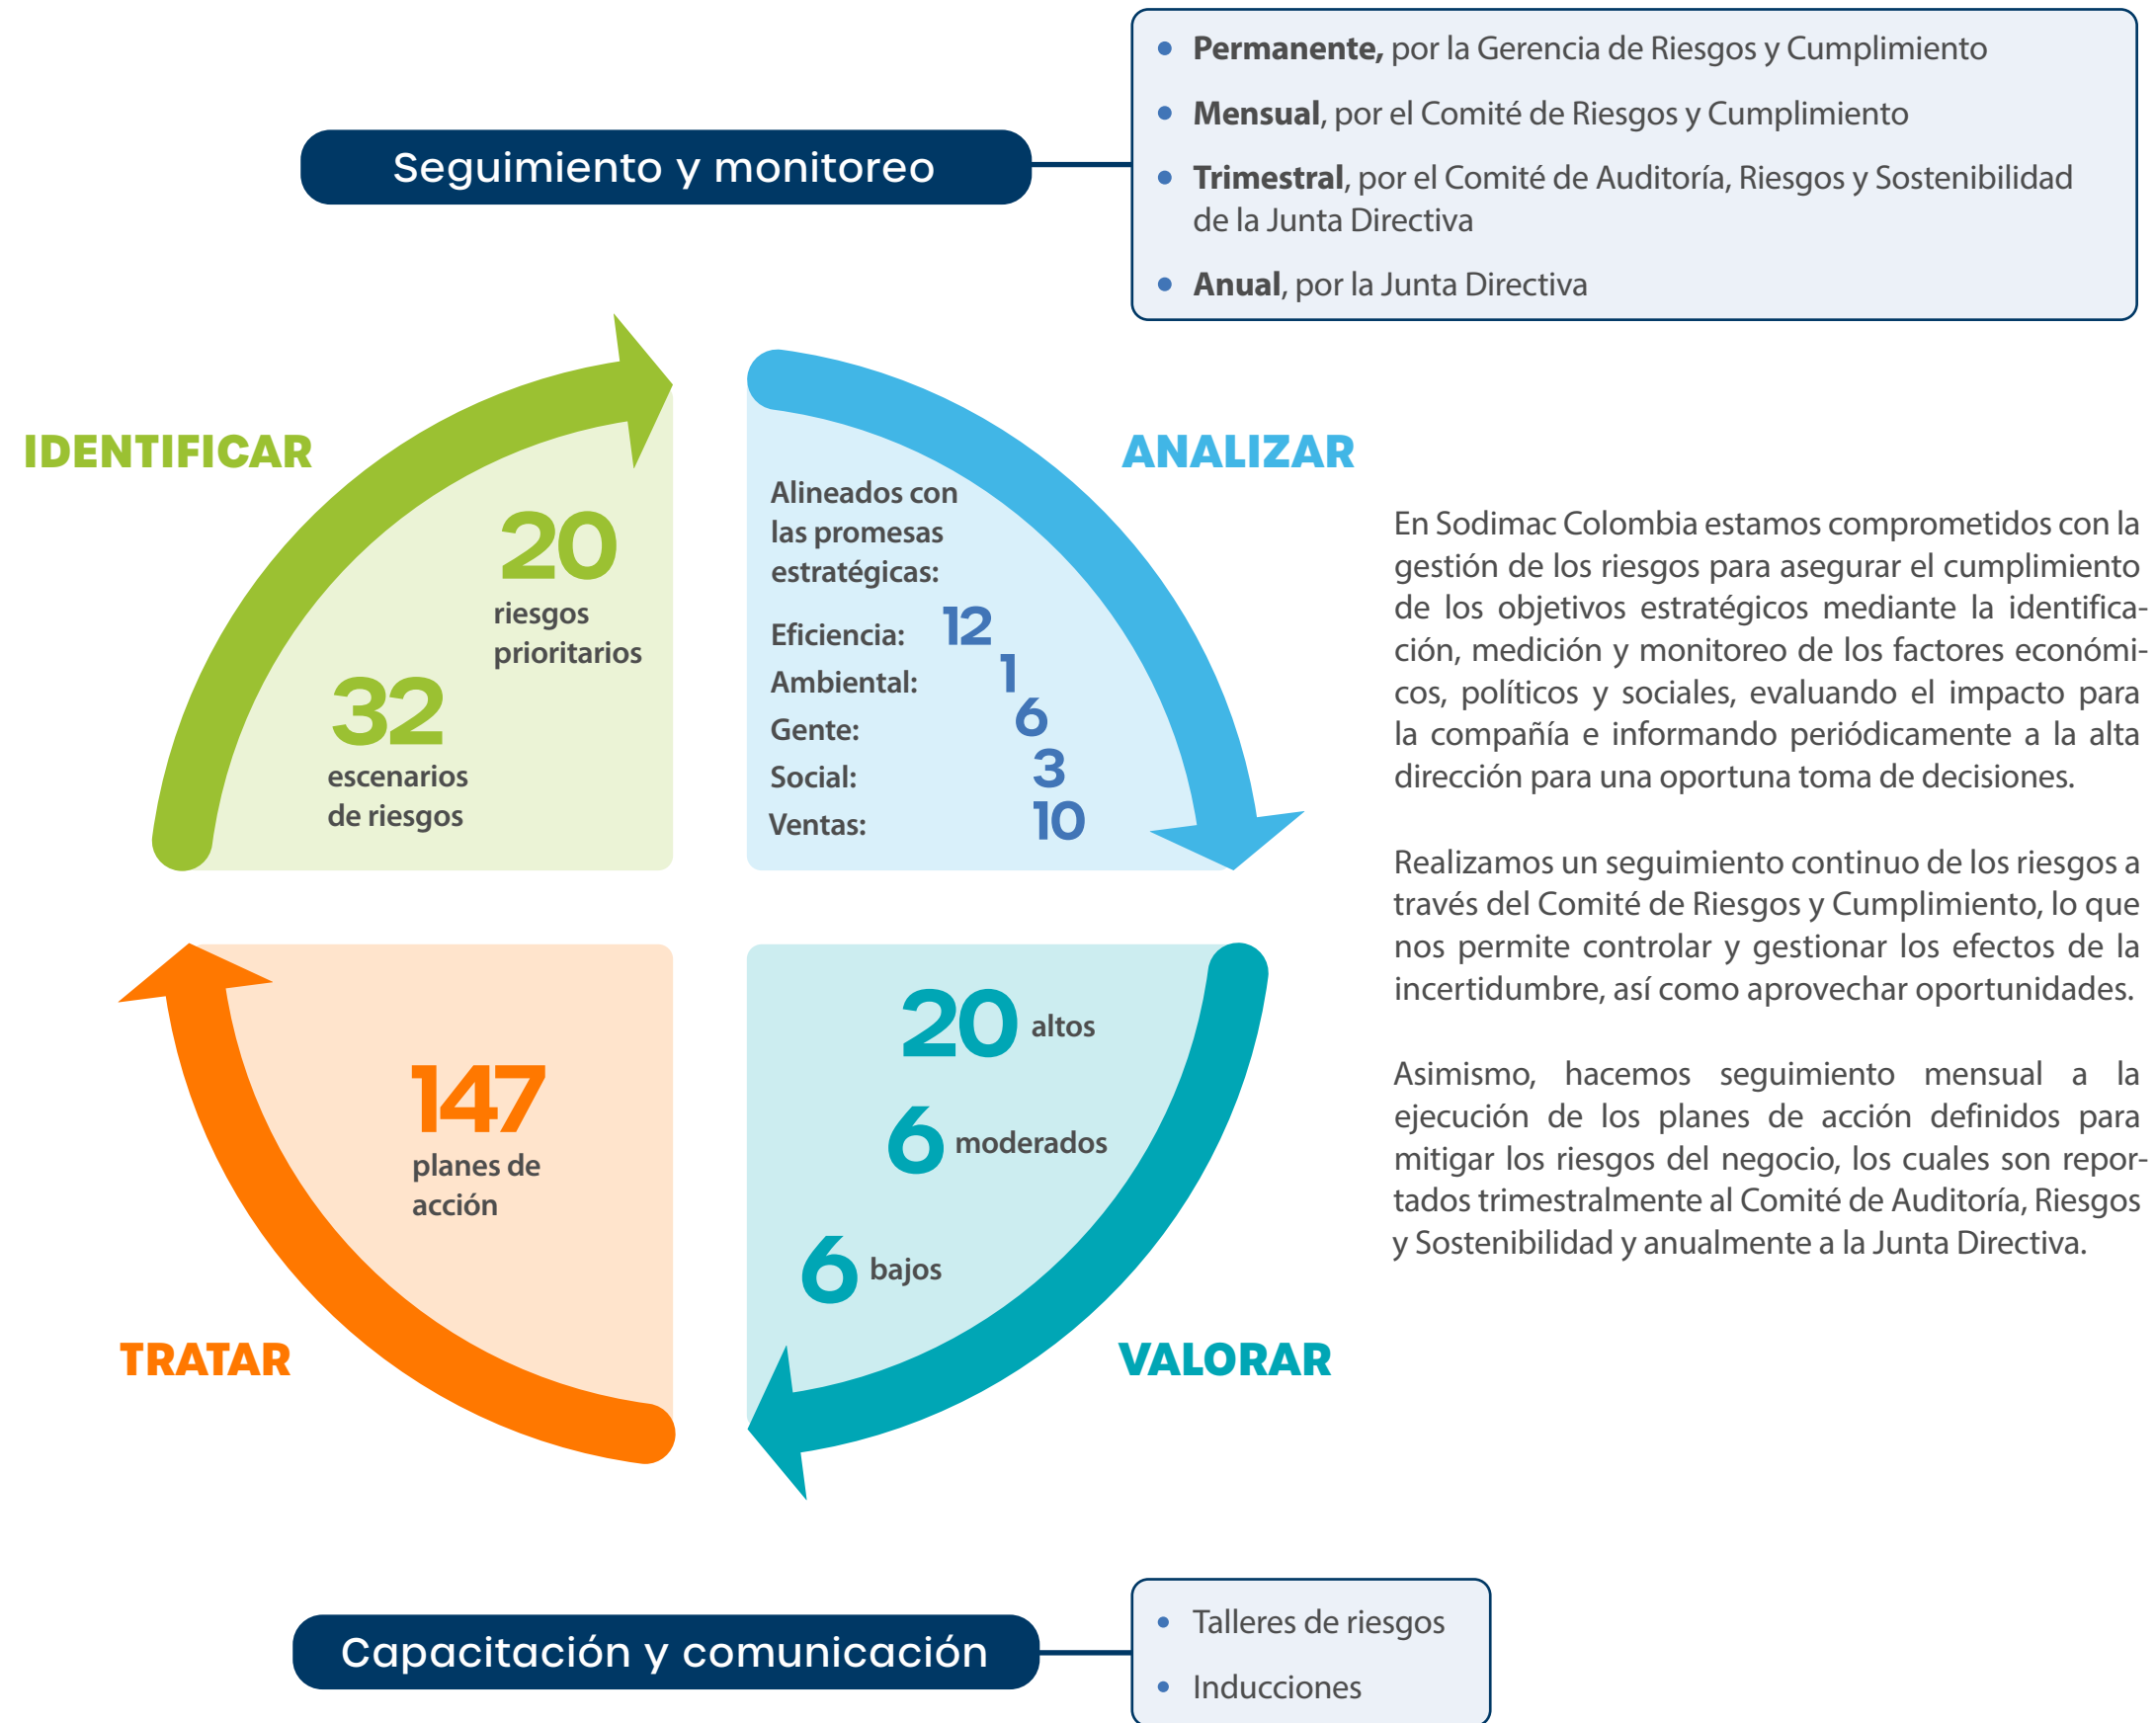 • Permanente, por la Gerencia de Riesgos y Cumplimiento
• Mensual, por el Comité de Riesgos y Cumplimiento
• Trimestral, por el Comité de Auditoría, Riesgos y Sostenibilidad
de la Junta Directiva
• Anual, por la Junta Directiva
Seguimiento y monitoreo
IDENTIFICAR
20
riesgos
prioritarios
32
escenarios
de riesgos
ANALIZAR
Alineados con
las promesas
estratégicas:
Eficiencia: 12
Ambiental: 1
Gente: 6
Social: 3
Ventas: 10
TRATAR
147
planes de
acción
VALORAR
20 altos
6 moderados
6 bajos
En Sodimac Colombia estamos comprometidos con la
gestión de los riesgos para asegurar el cumplimiento
de los objetivos estratégicos mediante la identifica-
ción, medición y monitoreo de los factores económi-
cos, políticos y sociales, evaluando el impacto para
la compañía e informando periódicamente a la alta
dirección para una oportuna toma de decisiones.
Realizamos un seguimiento continuo de los riesgos a
través del Comité de Riesgos y Cumplimiento, lo que
nos permite controlar y gestionar los efectos de la
incertidumbre, así como aprovechar oportunidades.
Asimismo, hacemos seguimiento mensual a la
ejecución de los planes de acción definidos para
mitigar los riesgos del negocio, los cuales son repor-
tados trimestralmente al Comité de Auditoría, Riesgos
y Sostenibilidad y anualmente a la Junta Directiva.
Capacitación y comunicación
• Talleres de riesgos
• Inducciones